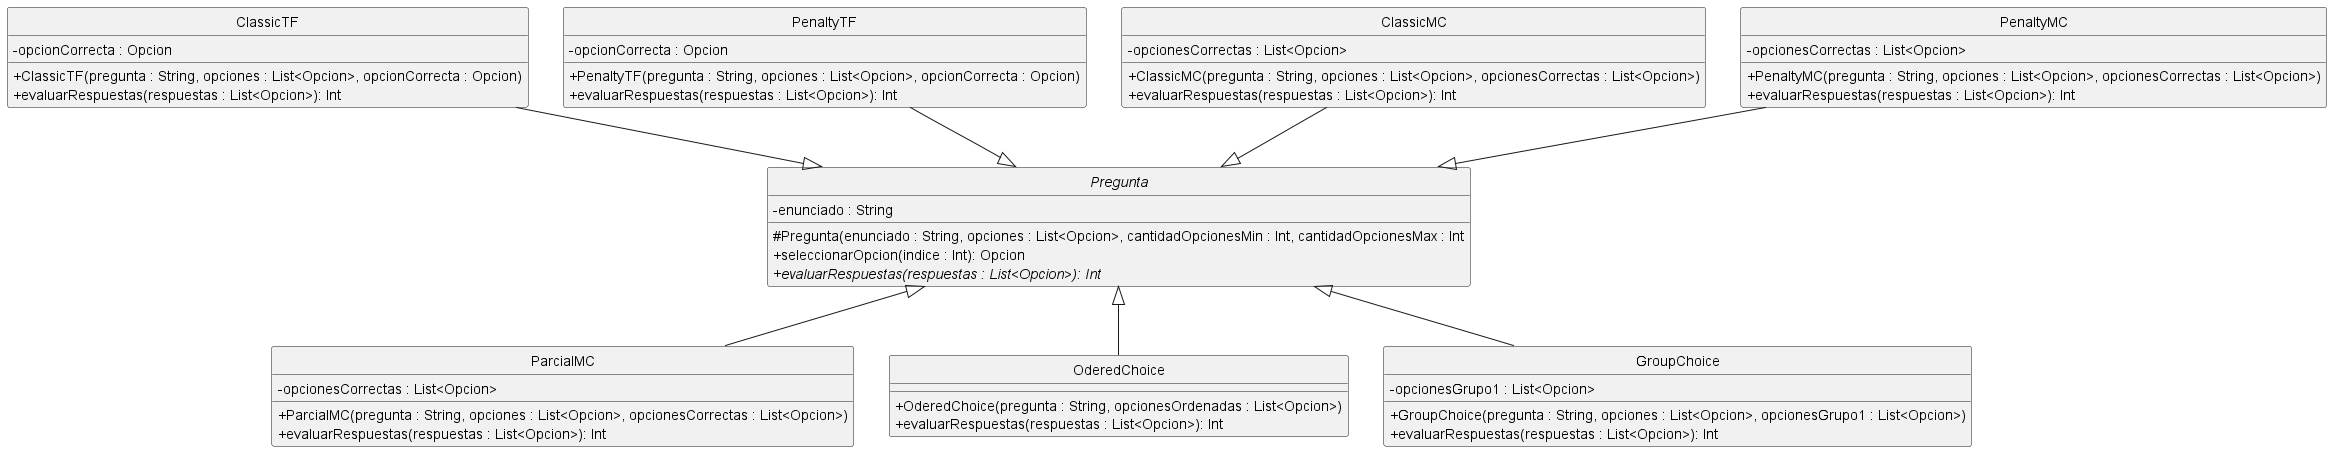 ClassicTF
-opcionCorrecta : Opcion
+ClassicTF(pregunta : String, opciones : List<Opcion>, opcionCorrecta : Opcion)
+evaluarRespuestas(respuestas : List<Opcion>): Int
PenaltyTF
-opcionCorrecta : Opcion
+PenaltyTF(pregunta : String, opciones : List<Opcion>, opcionCorrecta : Opcion)
+evaluarRespuestas(respuestas : List<Opcion>): Int
ClassicMC
-opcionesCorrectas : List<Opcion>
+ClassicMC(pregunta : String, opciones : List<Opcion>, opcionesCorrectas : List<Opcion>)
+evaluarRespuestas(respuestas : List<Opcion>): Int
PenaltyMC
-opcionesCorrectas : List<Opcion>
+PenaltyMC(pregunta : String, opciones : List<Opcion>, opcionesCorrectas : List<Opcion>)
+evaluarRespuestas(respuestas : List<Opcion>): Int
Pregunta
-enunciado : String
#Pregunta(enunciado : String, opciones : List<Opcion>, cantidadOpcionesMin : Int, cantidadOpcionesMax : Int
+seleccionarOpcion(indice : Int): Opcion
+evaluarRespuestas(respuestas : List<Opcion>): Int
ParcialMC
-opcionesCorrectas : List<Opcion>
+ParcialMC(pregunta : String, opciones : List<Opcion>, opcionesCorrectas : List<Opcion>)
+evaluarRespuestas(respuestas : List<Opcion>): Int
OderedChoice
+OderedChoice(pregunta : String, opcionesOrdenadas : List<Opcion>)
+evaluarRespuestas(respuestas : List<Opcion>): Int
GroupChoice
-opcionesGrupo1 : List<Opcion>
+GroupChoice(pregunta : String, opciones : List<Opcion>, opcionesGrupo1 : List<Opcion>)
+evaluarRespuestas(respuestas : List<Opcion>): Int